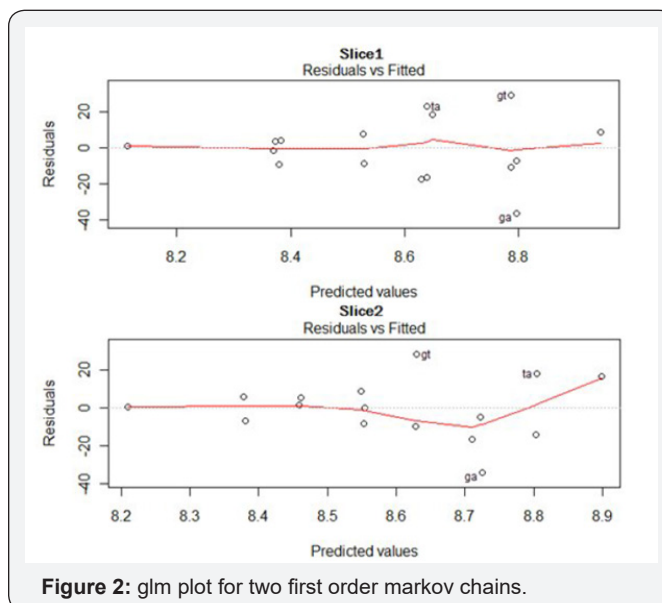 Slice1
Residuals vs Fitted
Residuals
20
0
-20
-40
gt
ta
ga
8.2 8.4 8.6 8.8
Predicted values
Slice2
Residuals vs Fitted
Residuals
20
0
-20
-40
gt
ta
ga
8.2 8.3 8.4 8.5 8.6 8.7 8.8 8.9
Predicted values
Figure 2: glm plot for two first order markov chains.